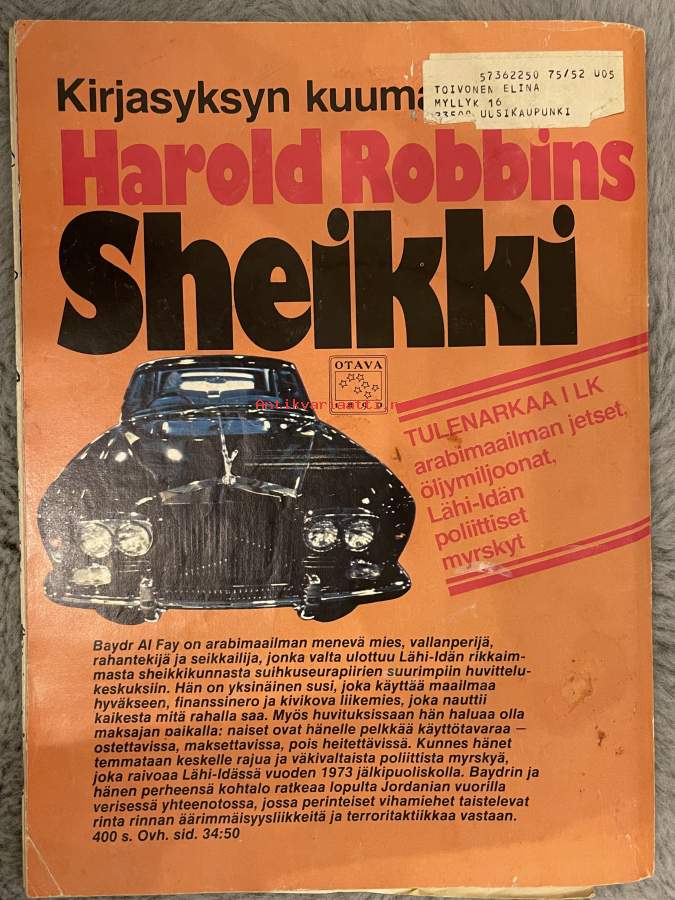 57362250 75/52 UOS
TOIVONEN ELINA
MYLLYK 16
23500 UUSIKAUPUNKI
Kirjasyksyn kuuma
Harold Robbins
Sheikki
OTAVA
Antikvariaatti.n
TULENARKAA I LK
arabimaailman jetset,
öljymiljoonat,
Lähi-Idän
poliittiset
myrskyt
Baydr Al Fay on arabimaailman menevä mies, vallanperijä,
rahantekijä ja seikkailija, jonka valta ulottuu Lähi-Idän rikkaim-
masta sheikkikunnasta suihkuseurapiirien suurimpiin huvittelu-
keskuksiin. Hän on yksinäinen susi, joka käyttää maailmaa
hyväkseen, finanssinero ja kivikova liikemies, joka nauttii
kaikesta mitä rahalla saa. Myös huvituksissaan hän haluaa olla
maksajan paikalla: naiset ovat hänelle pelkkää käyttötavaraa —
ostettavissa, maksettavissa, pois heitettävissä. Kunnes hänet
temmataan keskelle rajua ja väkivaltaista poliittista myrskyä,
joka raivoaa Lähi-Idässä vuoden 1973 jälkipuoliskolla. Baydrin ja
hänen perheensä kohtalo ratkeaa lopulta Jordanian vuorilla
verisessä yhteenotossa, jossa perinteiset vihamiehet taistelevat
rinta rinnan äärimmäisyysliikkeitä ja terroritaktiikkaa vastaan.
400 s. Ovh. sid. 34:50